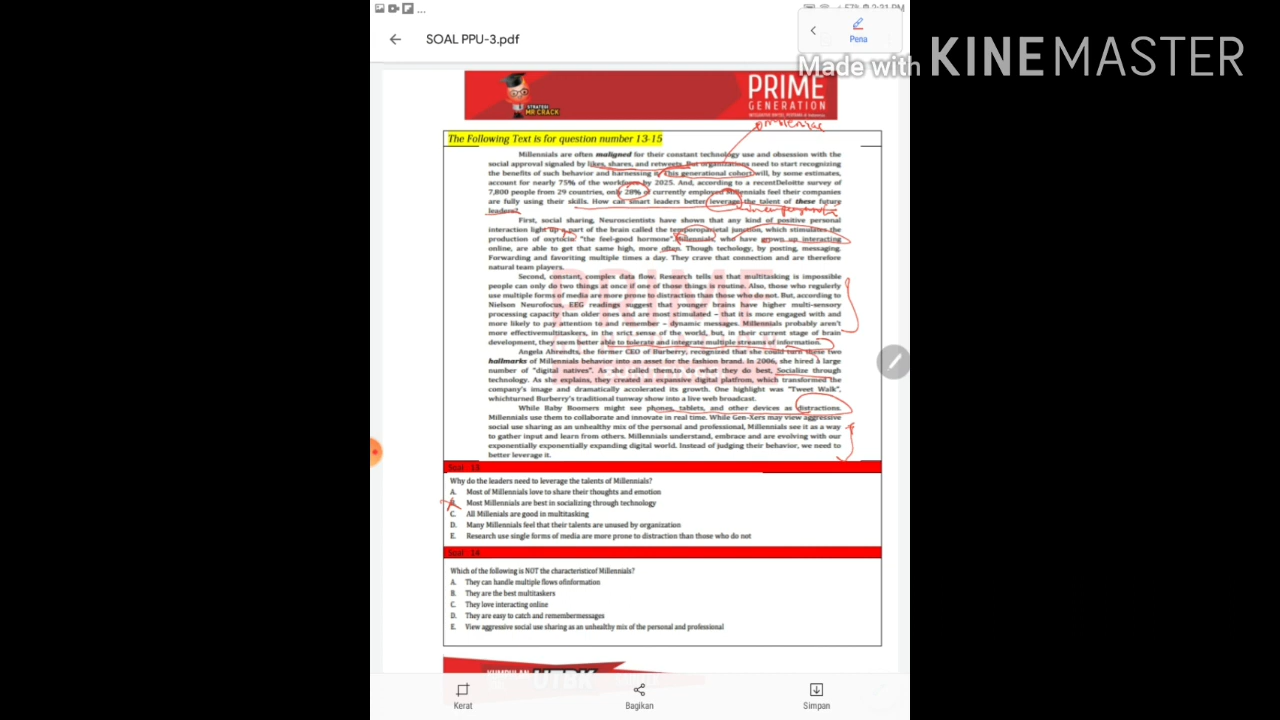 ...
57% 2:31 PM
SOAL PPU-3.pdf
Pena
Made with KINEMASTER
STRATEGI
MR.CRACK
PRIME
GENERATION
The Following Text is for question number 13-15
Millennials are often maligned for their constant technology use and obsession with the
social approval signaled by likes, shares, and retweets. But organizations need to start recognizing
the benefits of such behavior and harnessing it. This generational cohort will, by some estimates,
account for nearly 75% of the workforce by 2025. And, according to a recentDeloitte survey of
7,800 people from 29 countries, only 28% of currently employed Millennials feel their companies
are fully using their skills. How can smart leaders better leverage the talent of these future
leaders?
First, social sharing, Neuroscientists have shown that any kind of positive personal
interaction light up a part of the brain called the temporoparietal junction, which stimulates the
production of oxytocin "the feel-good hormone". Millennials, who have grown up interacting
online, are able to get that same high, more often. Though techology, by posting, messaging.
Forwarding and favoriting multiple times a day. They crave that connection and are therefore
natural team players.
Second, constant, complex data flow. Research tells us that multitasking is impossible
people can only do two things at once if one of those things is routine. Also, those who regulerly
use multiple forms of media are more prone to distraction than those who do not. But, according to
Nielson Neurofocus, EEG readings suggest that younger brains have higher multi-sensory
processing capacity than older ones and are most stimulated – that it is more engaged with and
more likely to pay attention to and remember – dynamic messages. Millennials probably aren't
more effectivemultitaskers, in the srict sense of the world, but, in their current stage of brain
development, they seem better able to tolerate and integrate multiple streams of information.
Angela Ahrendts, the former CEO of Burberry, recognized that she could turn these two
hallmarks of Millennials behavior into an asset for the fashion brand. In 2006, she hired a large
number of "digital natives". As she called them,to do what they do best, Socialize through
technology. As she explains, they created an expansive digital platfrom, which transformed the
company's image and dramatically accelerated its growth. One highlight was "Tweet Walk",
whichturned Burberry's traditional tunway show into a live web broadcast.
While Baby Boomers might see phones, tablets, and other devices as distractions.
Millennials use them to collaborate and innovate in real time. While Gen-Xers may view aggressive
social use sharing as an unhealthy mix of the personal and professional, Millennials see it as a way
to gather input and learn from others. Millennials understand, embrace and are evolving with our
exponentially exponentially expanding digital world. Instead of judging their behavior, we need to
better leverage it.
Soal 13
Why do the leaders need to leverage the talents of Millennials?
A. Most of Millennials love to share their thoughts and emotion
B. Most Millennials are best in socializing through technology
C. All Millenials are good in multitasking
D. Many Millennials feel that their talents are unused by organization
E. Research use single forms of media are more prone to distraction than those who do not
Soal 14
Which of the following is NOT the characteristicof Millennials?
A. They can handle multiple flows ofinformation
B. They are the best multitaskers
C. They love interacting online
D. They are easy to catch and remembermessages
E. View aggressive social use sharing as an unhealthy mix of the personal and professional
KUMPULAN
UTBK
Kerat
Bagikan
Simpan